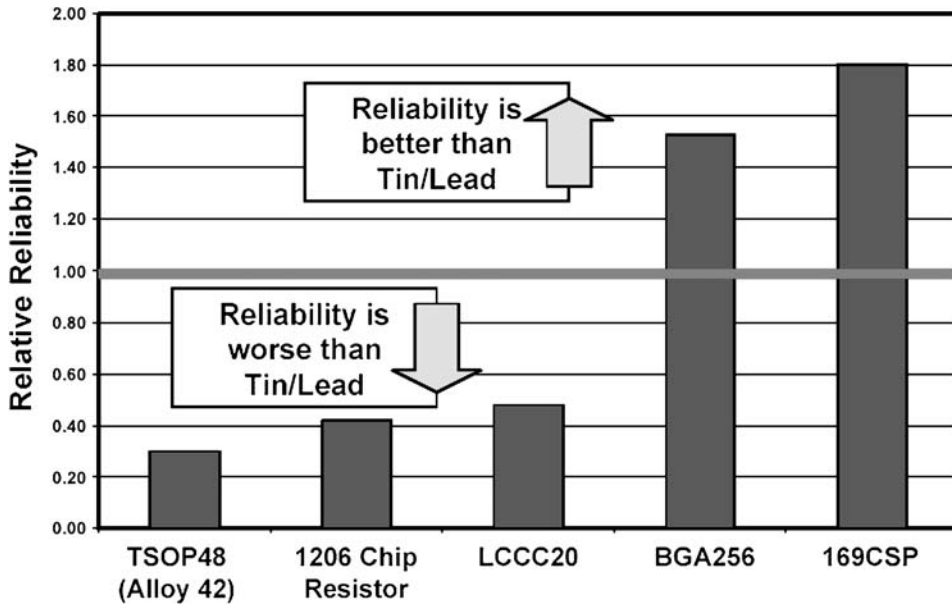 2.00
1.80
1.60
1.40
1.20
1.00
0.80
0.60
0.40
0.20
0.00
Relative Reliability
Reliability is
better than
Tin/Lead
Reliability is
worse than
Tin/Lead
TSOP48
(Alloy 42)
1206 Chip
Resistor
LCCC20
BGA256
169CSP